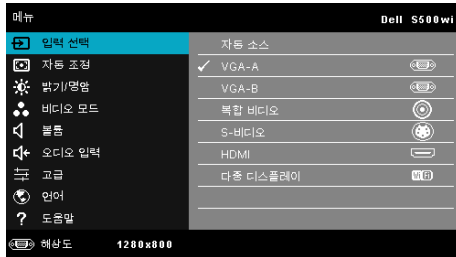 메뉴
Dell S500wi
입력 선택
자동 조정
밝기/명암
비디오 모드
볼륨
오디오 입력
고급
언어
도움말
자동 소스
VGA-A
VGA-B
복합 비디오
S-비디오
HDMI
다중 디스플레이
Wi Fi
해상도 1280x800